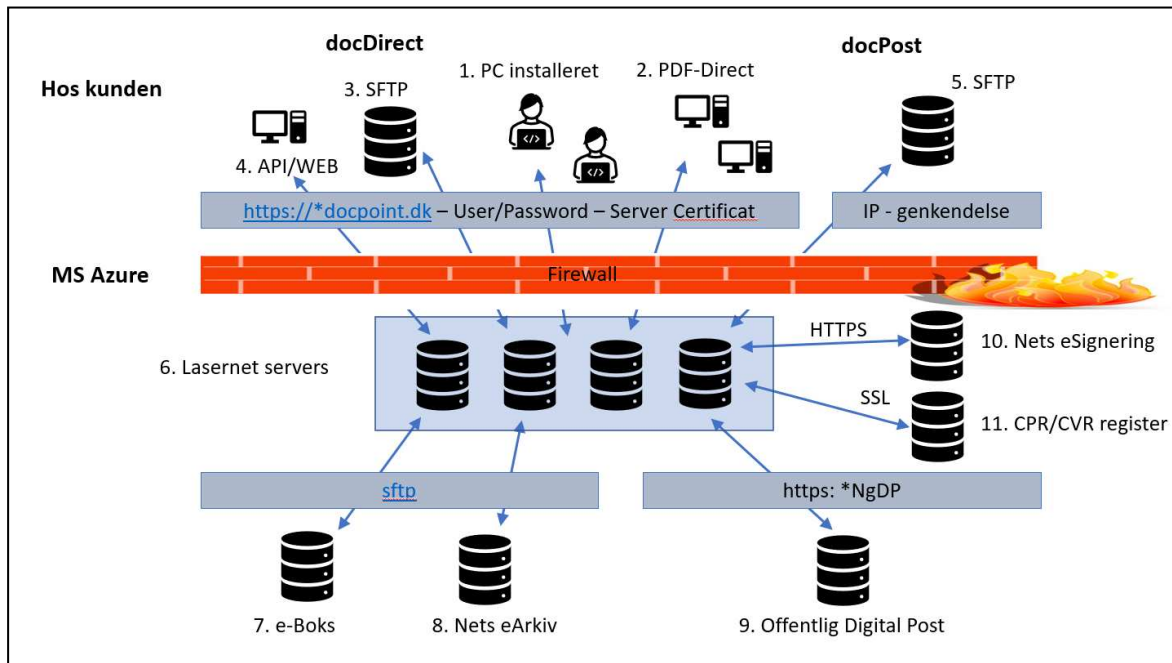 docDirect
docPost
Hos kunden
1. PC installeret
2. PDF-Direct
3. SFTP
5. SFTP
4. API/WEB
https://*docpoint.dk – User/Password – Server Certificat
IP - genkendelse
MS Azure
Firewall
HTTPS
10. Nets eSignering
6. Lasernet servers
SSL
11. CPR/CVR register
sftp
https: *NgDP
7. e-Boks
8. Nets eArkiv
9. Offentlig Digital Post